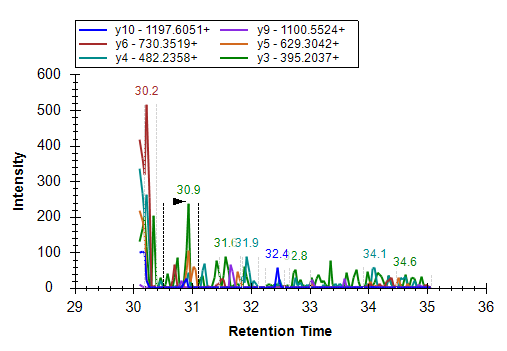 y10 - 1197.6051+ y9 - 1100.5524+
y6 - 730.3519+ y5 - 629.3042+
y4 - 482.2358+ y3 - 395.2037+
Intensity
600
500
400
300
200
100
0
30.2
30.9
31.9
32.4
34.1
34.6
29 30 31 32 33 34 35 36
Retention Time